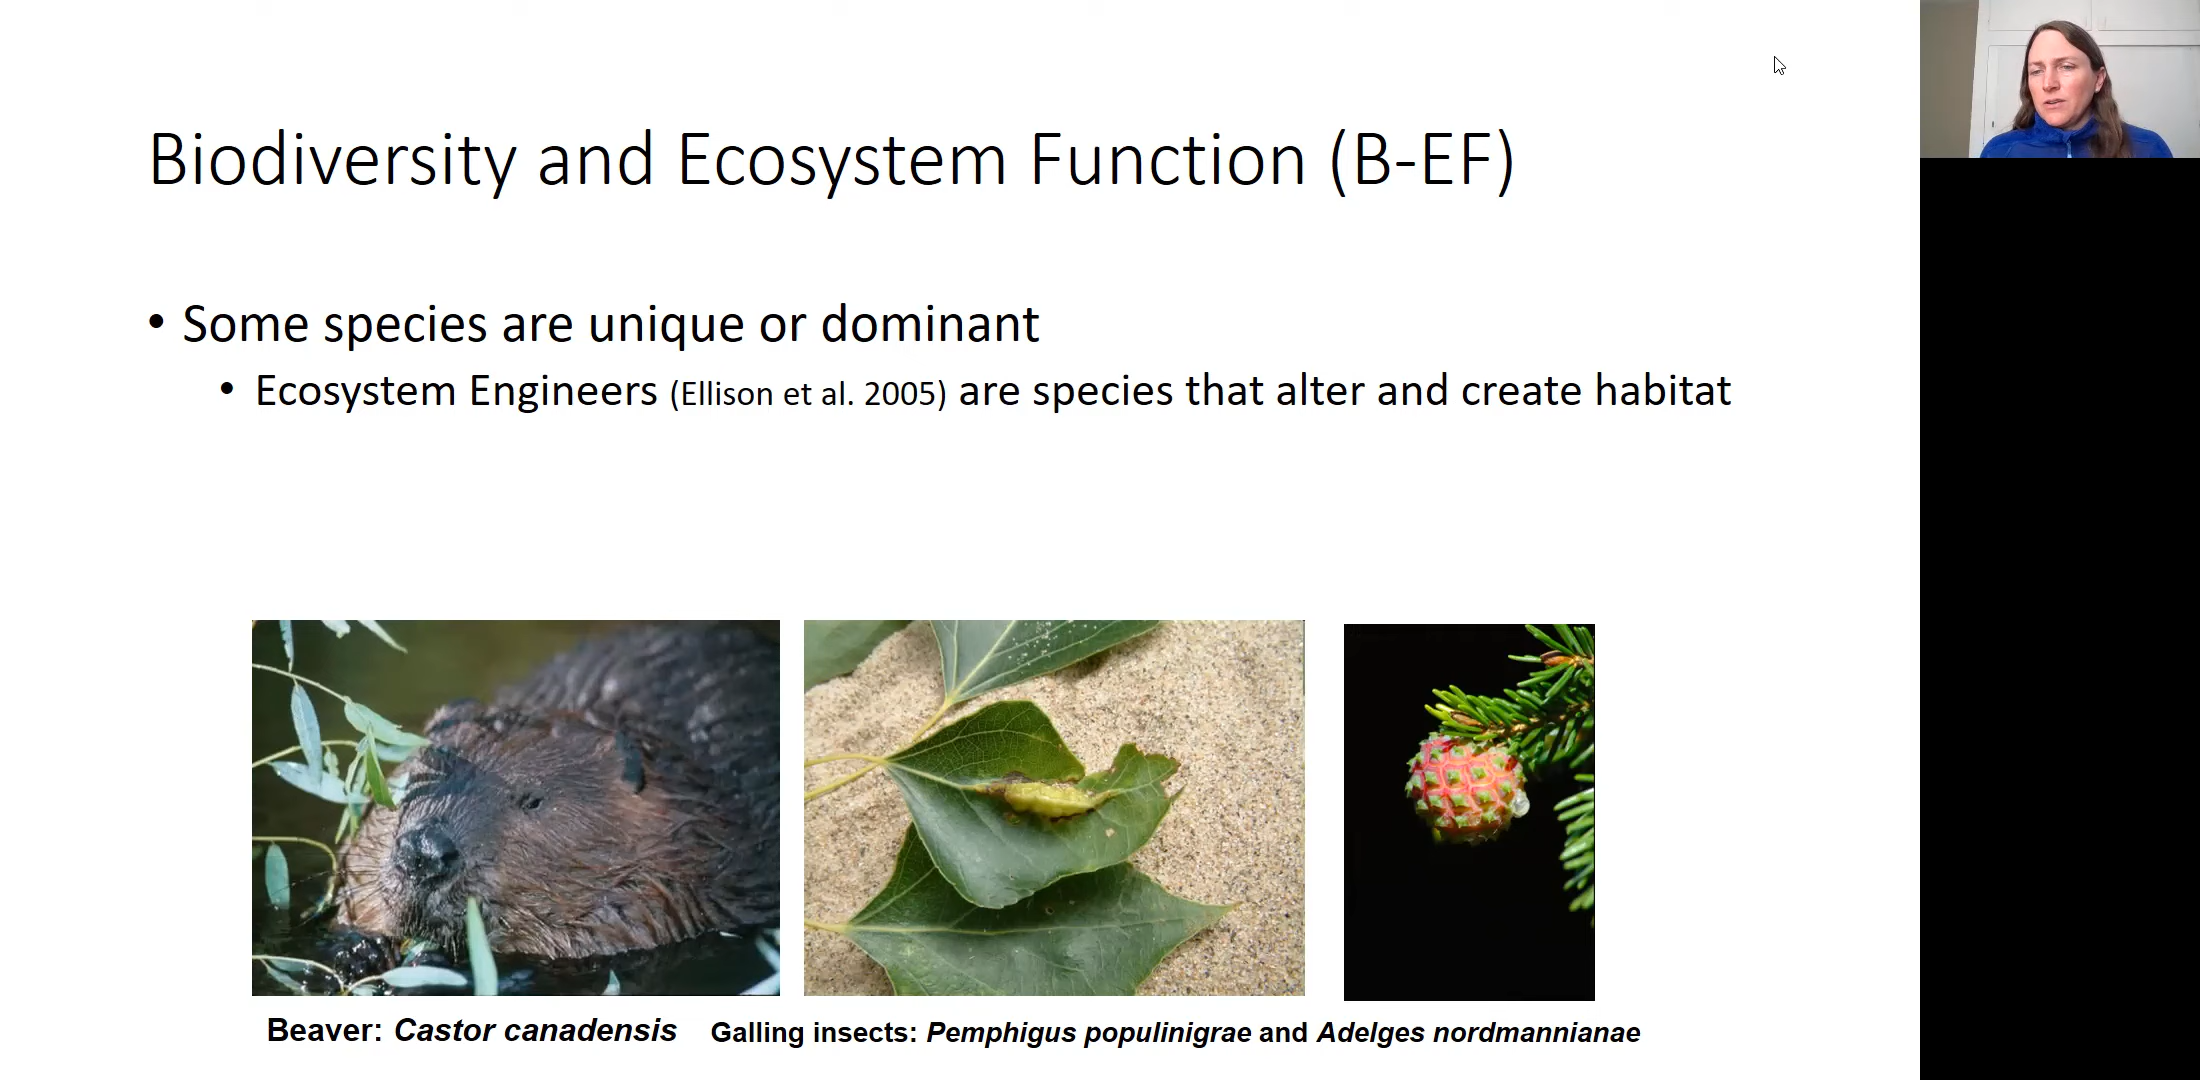 Biodiversity and Ecosystem Function (B-EF)
• Some species are unique or dominant
• Ecosystem Engineers (Ellison et al. 2005) are species that alter and create habitat
Beaver: Castor canadensis
Galling insects: Pemphigus populinigrae and Adelges nordmannianae